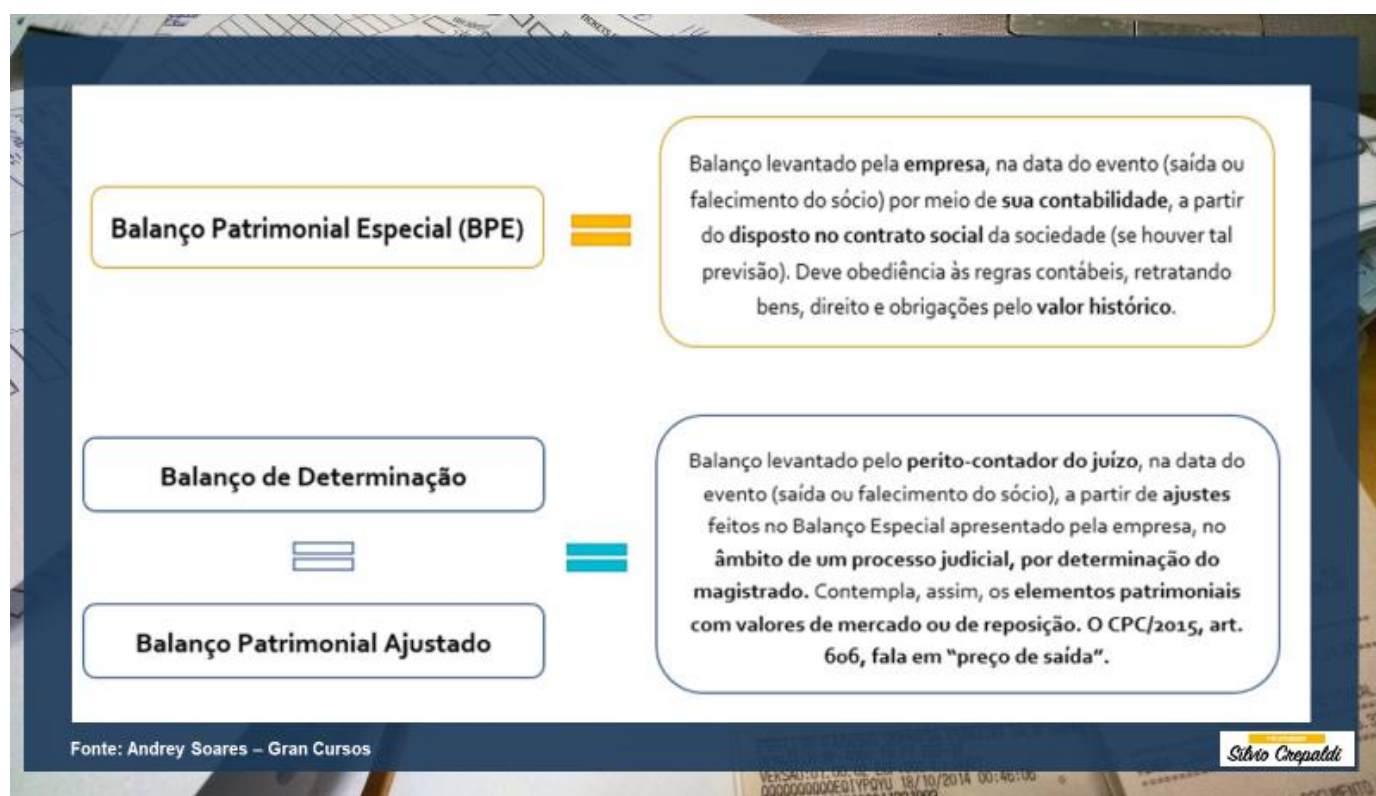 Balanço Patrimonial Especial (BPE)
Balanço levantado pela empresa, na data do evento (saída ou
falecimento do sócio) por meio de sua contabilidade, a partir
do disposto no contrato social da sociedade (se houver tal
previsão). Deve obediência às regras contábeis, retratando
bens, direito e obrigações pelo valor histórico.
Balanço de Determinação
Balanço Patrimonial Ajustado
Balanço levantado pelo perito-contador do juízo, na data do
evento (saída ou falecimento do sócio), a partir de ajustes
feitos no Balanço Especial apresentado pela empresa, no
âmbito de um processo judicial, por determinação do
magistrado. Contempla, assim, os elementos patrimoniais
com valores de mercado ou de reposição. O CPC/2015, art.
606, fala em “preço de saída”.
Fonte: Andrey Soares – Gran Cursos
Silvio Crepaldi
18/10/2014 00:46:06